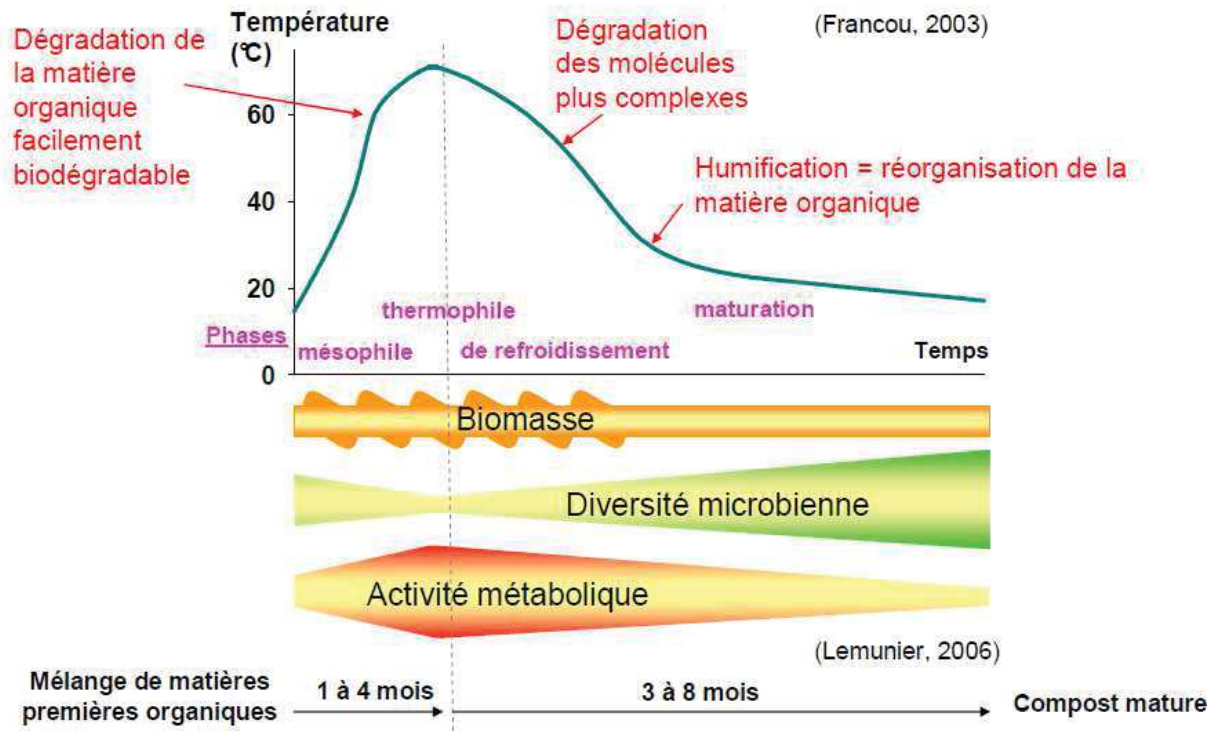 Température
(°C)
(Francou, 2003)
Dégradation de
la matière
organique
facilement
biodégradable
Dégradation
des molécules
plus complexes
Humification = réorganisation de la
matière organique
60
40
20
0
thermophile
maturation
Phases
mésophile
de refroidissement
Temps
Biomasse
Diversité microbienne
Activité métabolique
(Lemunier, 2006)
Mélange de matières
premières organiques
1 à 4 mois
3 à 8 mois
Compost mature